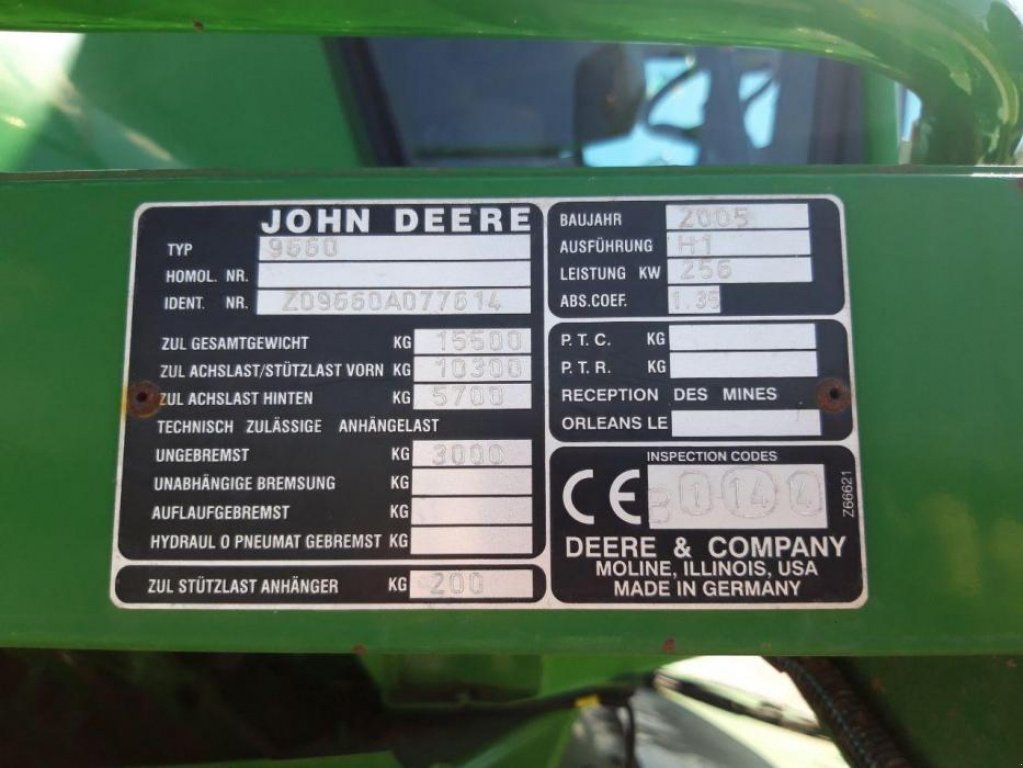 JOHN DEERE
TYP 9660
HOMOL. NR.
IDENT. NR. Z09660A077614
ZUL GESAMTGEWICHT KG 15500
ZUL ACHSLAST/STÜTZLAST VORN KG 10300
ZUL ACHSLAST HINTEN KG 5700
TECHNISCH ZULÄSSIGE ANHÄNGELAST
UNGEBREMST KG 3000
UNABHÄNGIGE BREMSUNG KG
AUFLAUFGEBREMST KG
HYDRAUL O PNEUMAT GEBREMST KG
ZUL STÜTZLAST ANHÄNGER KG 200
BAUJAHR 2005
AUSFÜHRUNG H1
LEISTUNG KW 256
ABS.COEF. 1.35
P. T. C. KG
P. T. R. KG
RECEPTION DES MINES
ORLEANS LE
INSPECTION CODES
CE
DEERE & COMPANY
MOLINE, ILLINOIS, USA
MADE IN GERMANY
Z66621